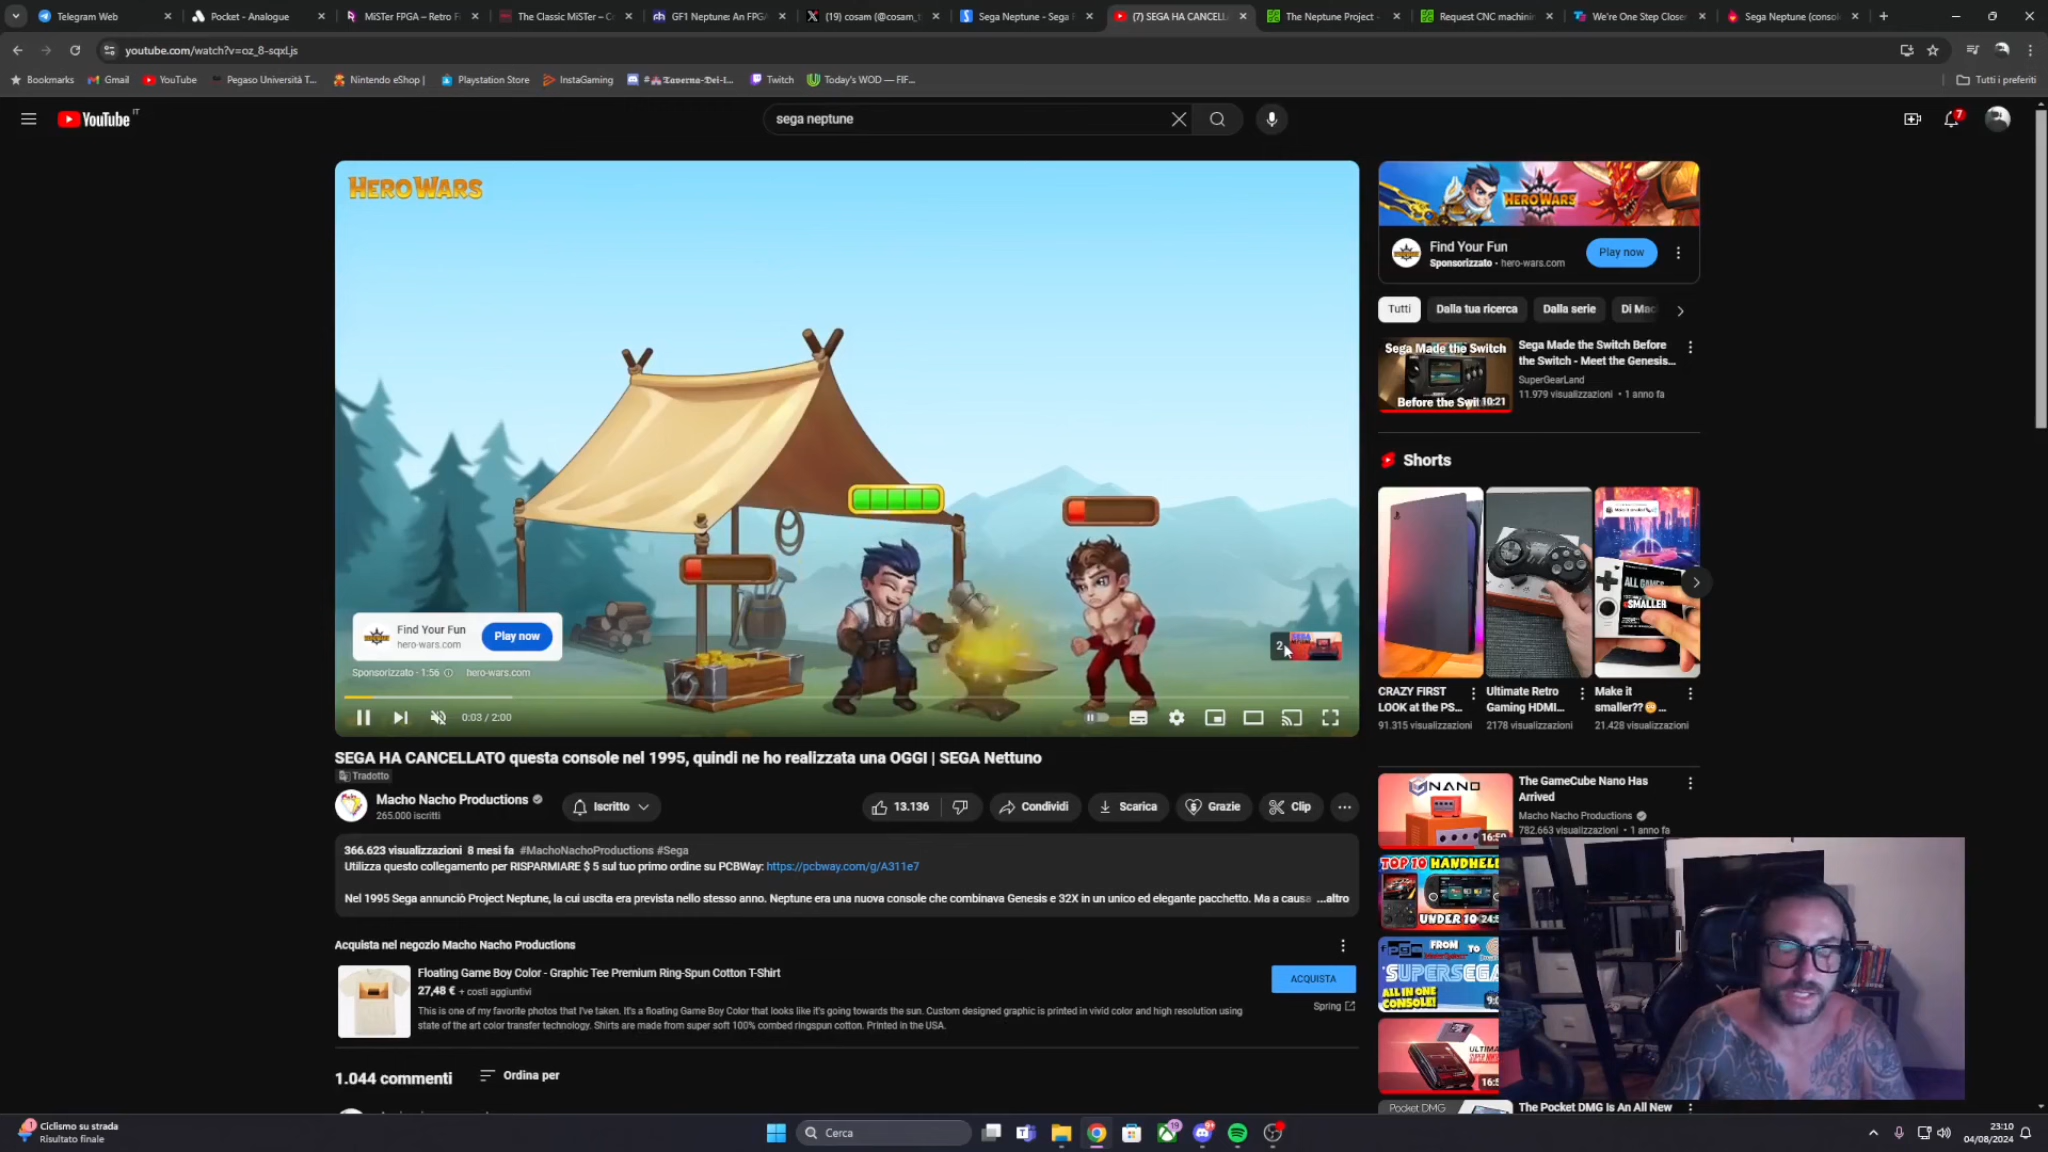 Telegram Web
Pocket - Analogue
MiSTer FPGA – Retro F
The Classic MiSTer – C
GF1 Neptune: An FPG
(19) cosam (@cosam_
Sega Neptune - Sega
(7) SEGA HA CANCELL
The Neptune Project -
Request CNC machini
We're One Step Close
Sega Neptune (conso
youtube.com/watch?v=oz_8-sqxLjs
Bookmarks
Gmail
YouTube
Pegaso Università T...
Nintendo eShop |
Playstation Store
InstaGaming
Twitch
Today's WOD — FIF...
Tutti i preferiti
YouTube IT
sega neptune
7
HERO WARS
HERO WARS
Find Your Fun
Sponsorizzato · hero-wars.com
Play now
Tutti
Dalla tua ricerca
Dalla serie
Di Mac
Sega Made the Switch
Before the Swi
10:21
Sega Made the Switch Before
the Switch - Meet the Genesis...
SuperGearLand
11.979 visualizzazioni • 1 anno fa
Shorts
ALL GAMES
SMALLER
CRAZY FIRST
LOOK at the PS...
91.315 visualizzazioni
Ultimate Retro
Gaming HDMI...
2178 visualizzazioni
Make it
smaller??
21.428 visualizzazioni
Find Your Fun
hero-wars.com
Play now
2
Sponsorizzato · 1:56
hero-wars.com
0:03 / 2:00
SEGA HA CANCELLATO questa console nel 1995, quindi ne ho realizzata una OGGI | SEGA Nettuno
Tradotto
Macho Nacho Productions
265.000 iscritti
Iscritto
13.136
Condividi
Scarica
Grazie
Clip
366.623 visualizzazioni 8 mesi fa #MachoNachoProductions #Sega
Utilizza questo collegamento per RISPARMIARE $ 5 sul tuo primo ordine su PCBWay: https://pcbway.com/g/A311e7
Nel 1995 Sega annunciò Project Neptune, la cui uscita era prevista nello stesso anno. Neptune era una nuova console che combinava Genesis e 32X in un unico ed elegante pacchetto. Ma a causa ...altro
NANO
The GameCube Nano Has
Arrived
Macho Nacho Productions
782.663 visualizzazioni • 1 anno fa
TOP 10 HANDHELD
UNDER 10
FROM TO
SUPERSEGA
ALL IN ONE
CONSOLE!
Pocket DMG
The Pocket DMG Is An All New
Acquista nel negozio Macho Nacho Productions
Floating Game Boy Color - Graphic Tee Premium Ring-Spun Cotton T-Shirt
27,48 € + costi aggiuntivi
This is one of my favorite photos that I've taken. It's a floating Game Boy Color that looks like it's going towards the sun. Custom designed graphic is printed in vivid color and high resolution using
state of the art color transfer technology. Shirts are made from super soft 100% combed ringspun cotton. Printed in the USA.
ACQUISTA
Spring
1.044 commenti
Ordina per
Ciclismo su strada
Risultato finale
Cerca
23:10
04/08/2024